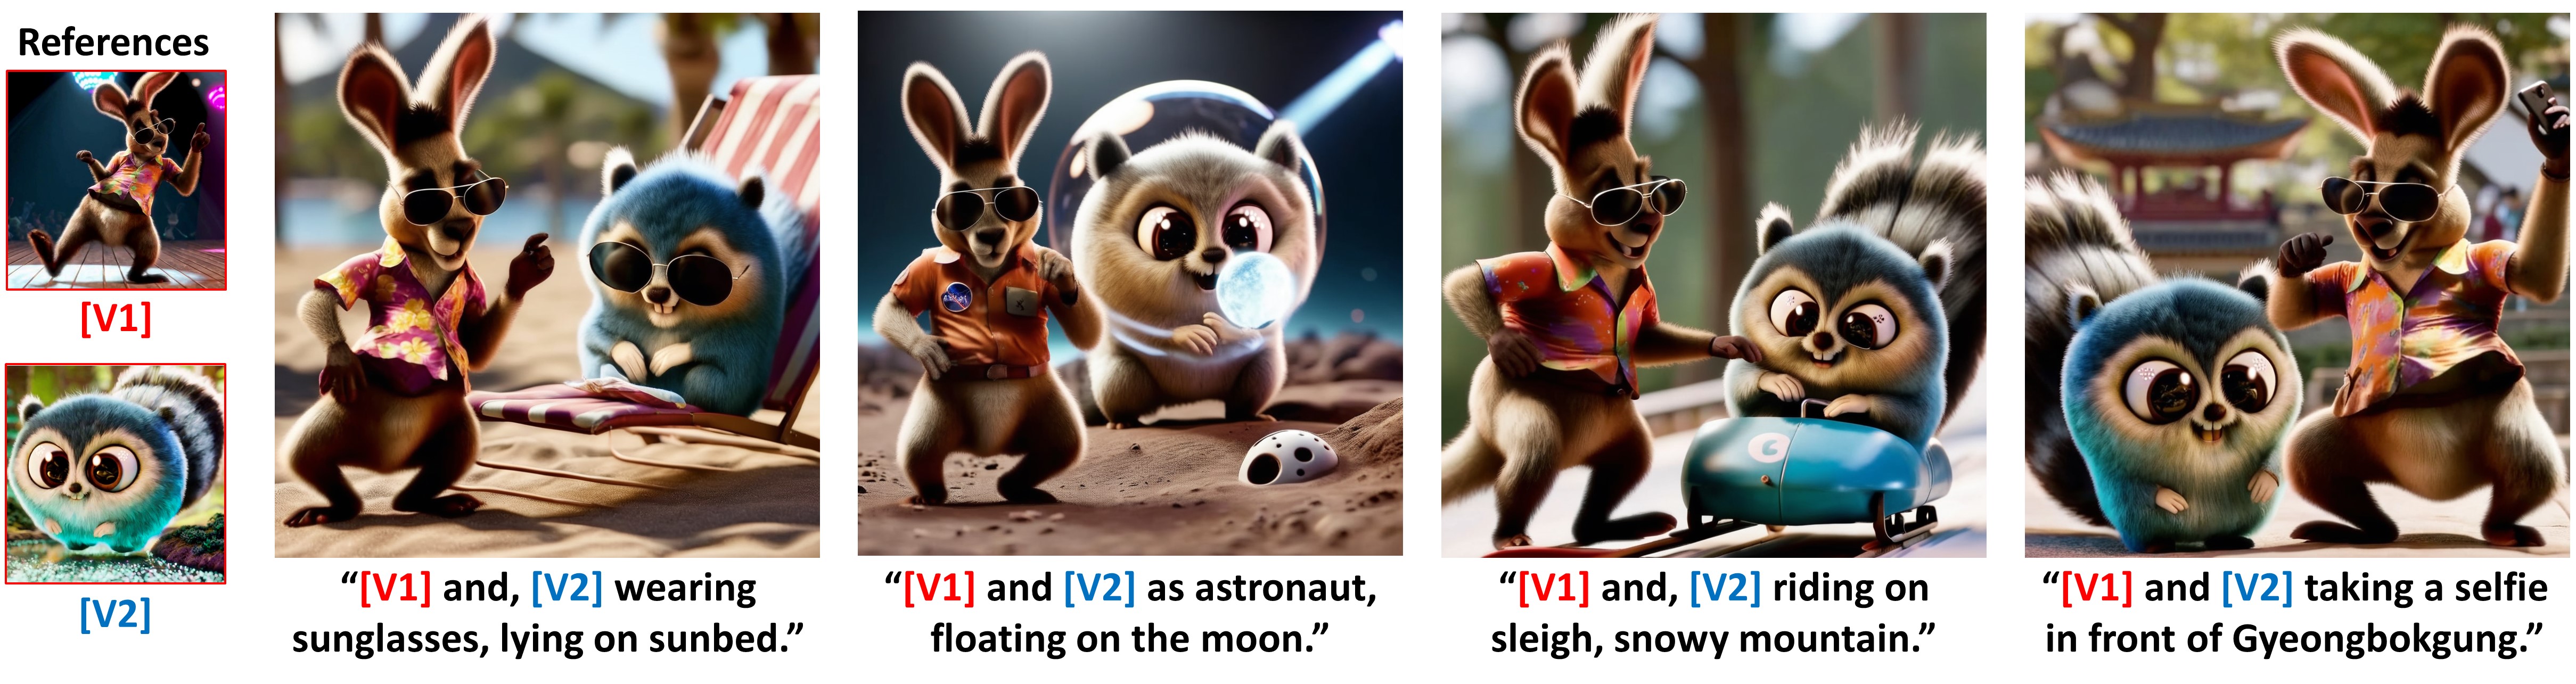 References
[V1]
[V2]
“[V1] and, [V2] wearing
sunglasses, lying on sunbed.”
“[V1] and [V2] as astronaut,
floating on the moon.”
“[V1] and, [V2] riding on
sleigh, snowy mountain.”
“[V1] and [V2] taking a selfie
in front of Gyeongbokgung.”